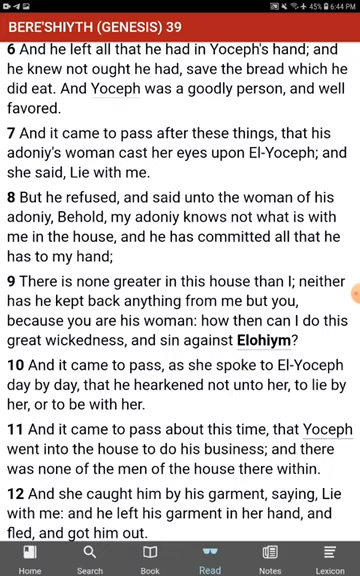 45% 6:44 PM
BERE'SHIYTH (GENESIS) 39
6 And he left all that he had in Yoceph's hand; and
he knew not ought he had, save the bread which he
did eat. And Yoceph was a goodly person, and well
favored.
7 And it came to pass after these things, that his
adoniy's woman cast her eyes upon El-Yoceph; and
she said, Lie with me.
8 But he refused, and said unto the woman of his
adoniy, Behold, my adoniy knows not what is with
me in the house, and he has committed all that he
has to my hand;
9 There is none greater in this house than I; neither
has he kept back anything from me but you,
because you are his woman: how then can I do this
great wickedness, and sin against Elohiym?
10 And it came to pass, as she spoke to El-Yoceph
day by day, that he hearkened not unto her, to lie by
her, or to be with her.
11 And it came to pass about this time, that Yoceph
went into the house to do his business; and there
was none of the men of the house there within.
12 And she caught him by his garment, saying, Lie
with me: and he left his garment in her hand, and
fled, and got him out.
Home Search Book Read Notes Lexicon